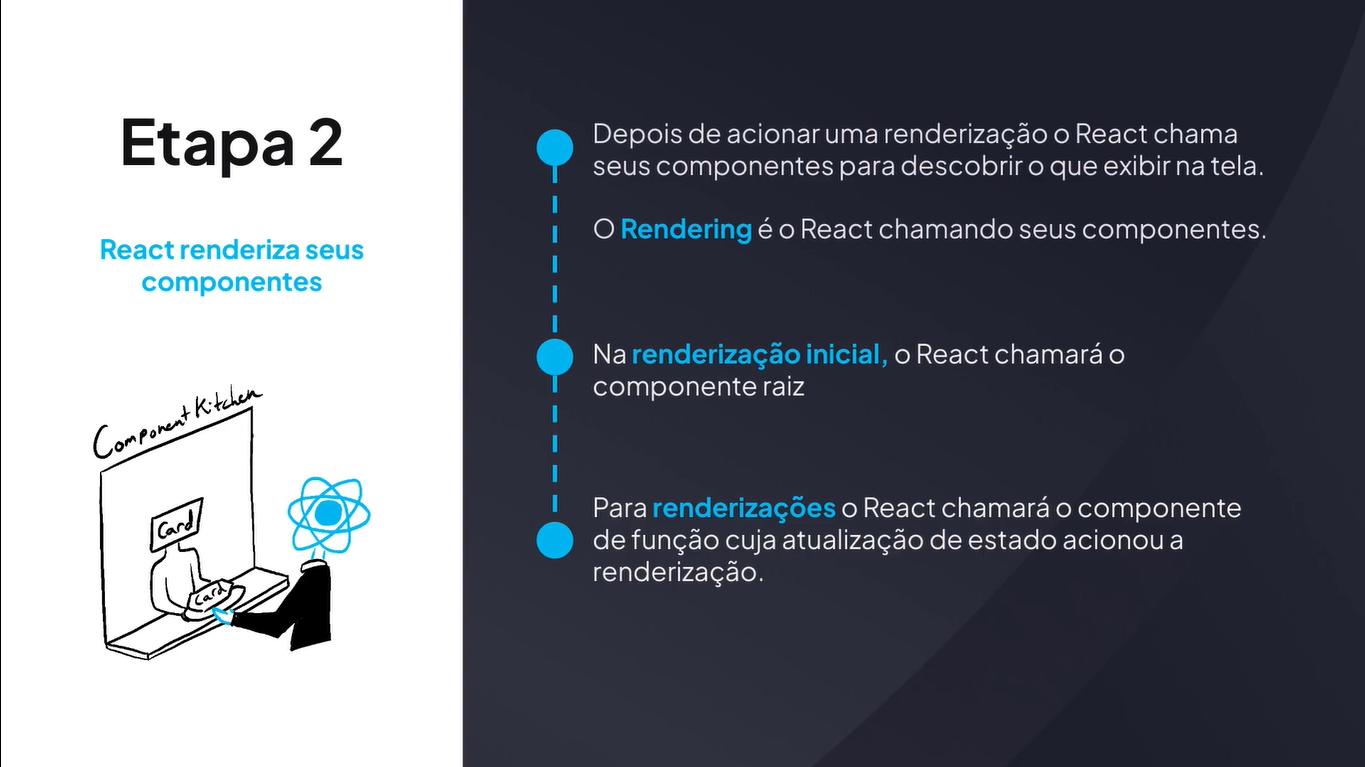 Etapa 2
React renderiza seus
componentes
Component Kitchen
Card
Card
Depois de acionar uma renderização o React chama
seus componentes para descobrir o que exibir na tela.
O Rendering é o React chamando seus componentes.
Na renderização inicial, o React chamará o
componente raiz
Para renderizações o React chamará o componente
de função cuja atualização de estado acionou a
renderização.